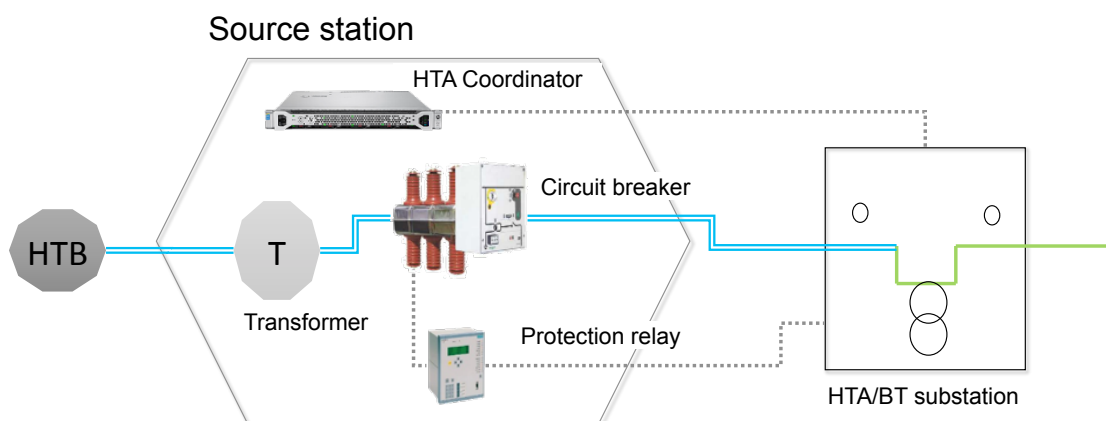 Source station
HTA Coordinator
Circuit breaker
HTB
T
Transformer
Protection relay
HTA/BT substation